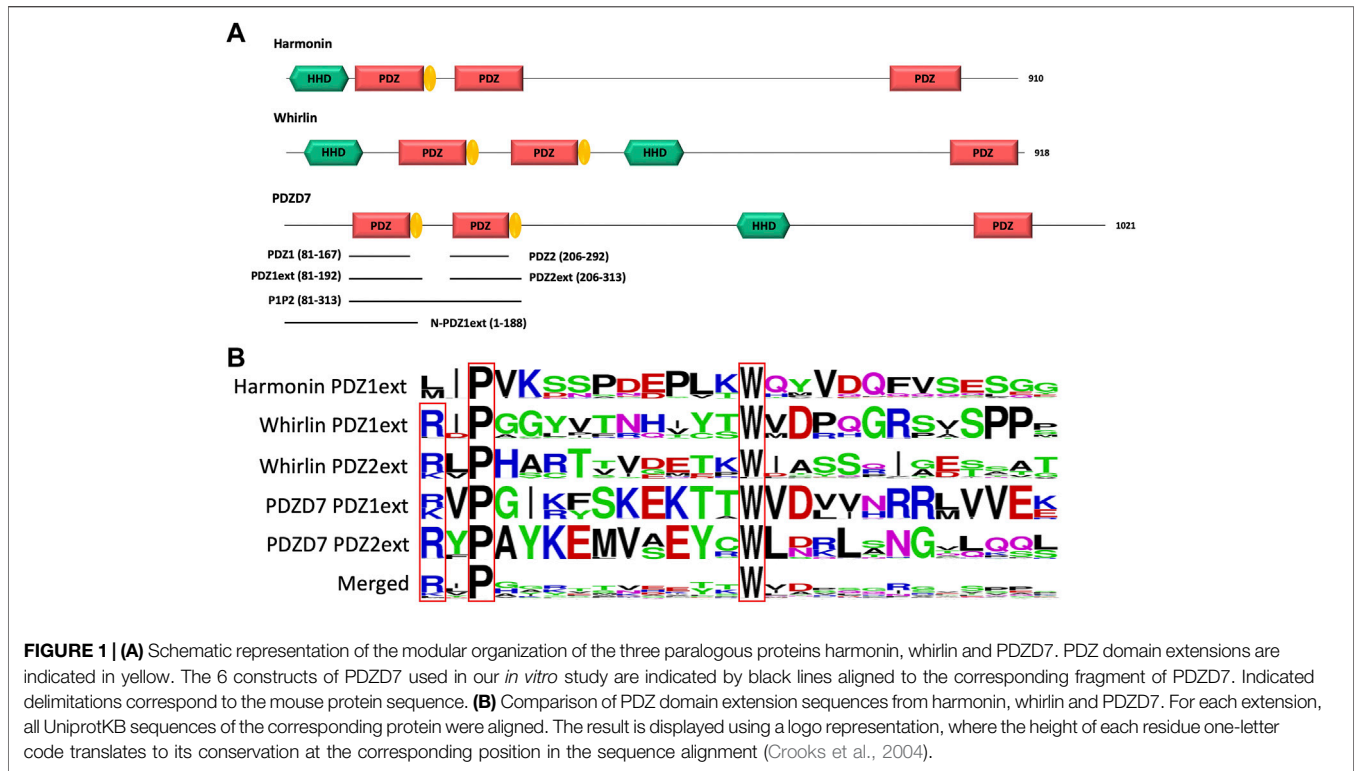 A
Harmonin
HHD PDZ PDZ PDZ 910
Whirlin
HHD PDZ PDZ HHD PDZ 918
PDZD7
PDZ PDZ HHD PDZ 1021
PDZ1 (81-167) PDZ2 (206-292)
PDZ1ext (81-192) PDZ2ext (206-313)
P1P2 (81-313)
N-PDZ1ext (1-188)
B
Harmonin PDZ1ext LIPVKSSPDEPLKWQYVDQFVSESGG
Whirlin PDZ1ext RIPGGYVTNHIYTWVDPQGRSVSPPP
Whirlin PDZ2ext RLPHARTTVDETKWIASSRIGESSAT
PDZD7 PDZ1ext RVPGIKFSKEKTTWVDVVNRRLVVEK
PDZD7 PDZ2ext RYPAYKEMVSEYCWLDRLSNGVLQQL
Merged
FIGURE 1 | (A) Schematic representation of the modular organization of the three paralogous proteins harmonin, whirlin and PDZD7. PDZ domain extensions are
indicated in yellow. The 6 constructs of PDZD7 used in our in vitro study are indicated by black lines aligned to the corresponding fragment of PDZD7. Indicated
delimitations correspond to the mouse protein sequence. (B) Comparison of PDZ domain extension sequences from harmonin, whirlin and PDZD7. For each extension,
all UniprotKB sequences of the corresponding protein were aligned. The result is displayed using a logo representation, where the height of each residue one-letter
code translates to its conservation at the corresponding position in the sequence alignment (Crooks et al., 2004).